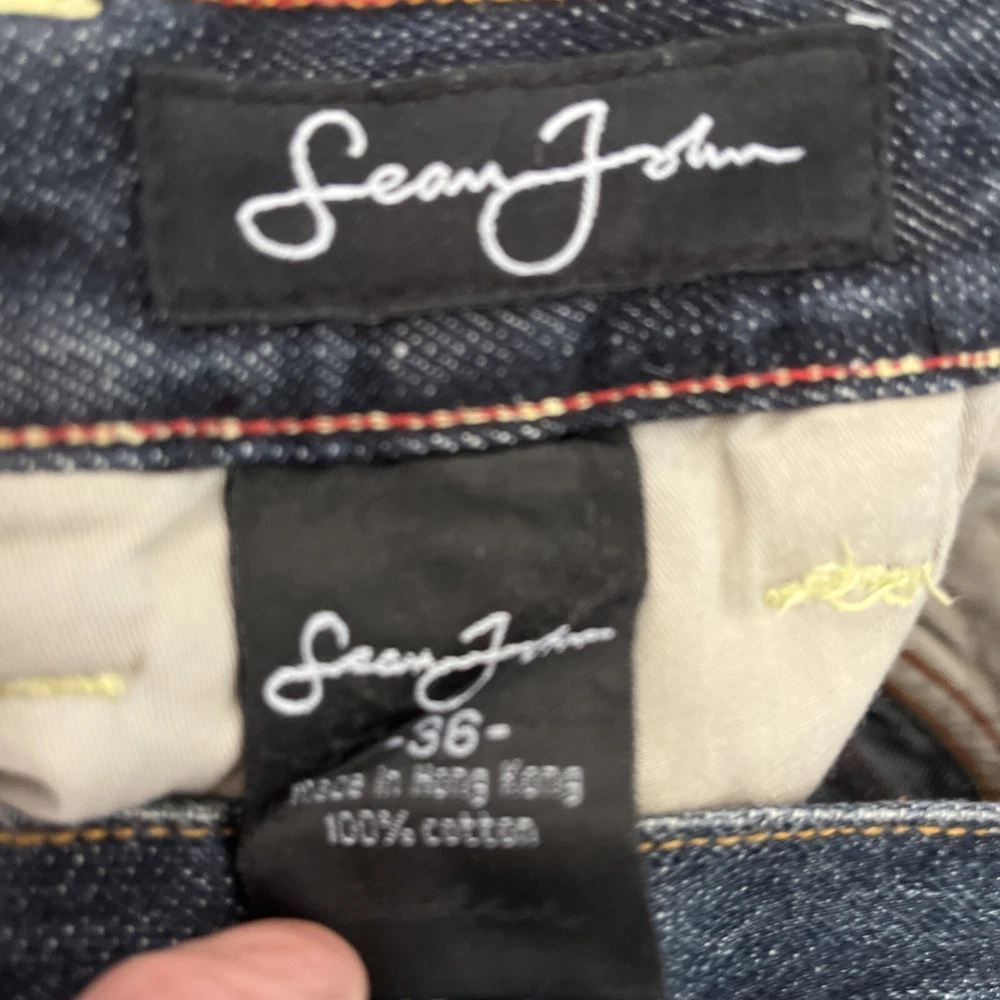 Sean John
Sean John
-36-
made in Hong Kong
100% cotton